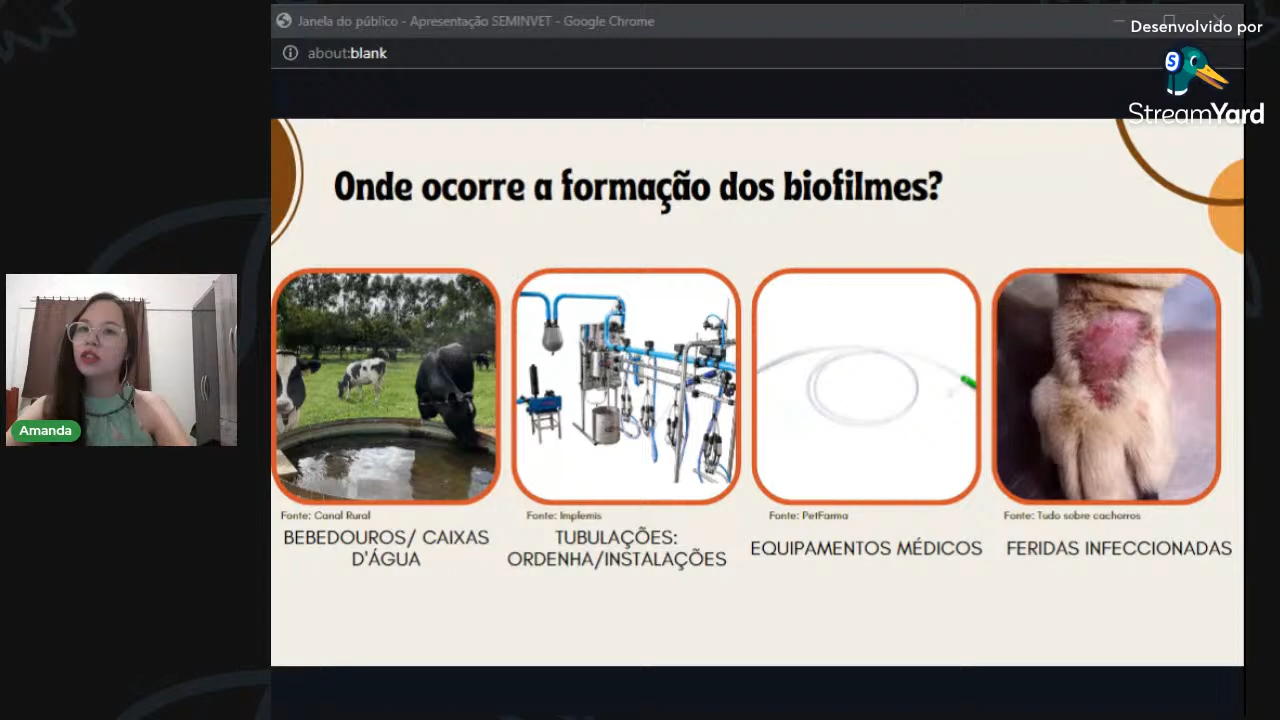 Janela do público - Apresentação SEMINVET - Google Chrome
Desenvolvido por
about:blank
S
StreamYard
Onde ocorre a formação dos biofilmes?
Amanda
Fonte: Canal Rural
Fonte: Implemis
Fonte: PetFarma
Fonte: Tudo sobre cachorros
BEBEDOUROS/ CAIXAS
D'ÁGUA
TUBULAÇÕES:
ORDENHA/INSTALAÇÕES
EQUIPAMENTOS MÉDICOS
FERIDAS INFECCIONADAS